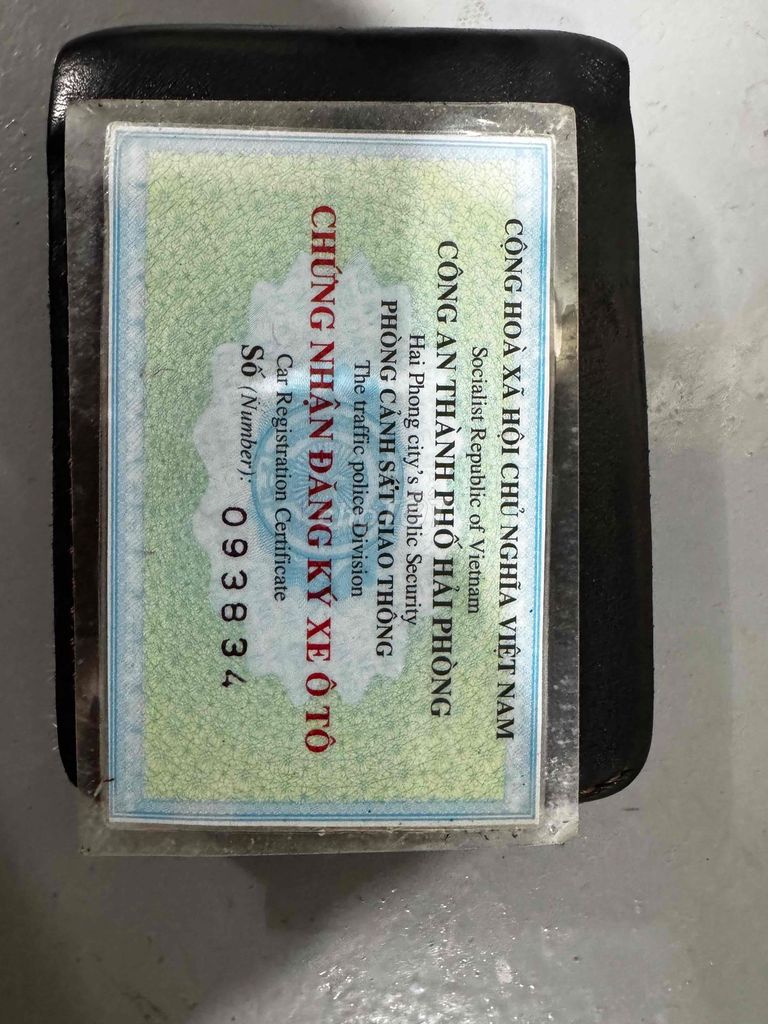 CỘNG HOÀ XÃ HỘI CHỦ NGHĨA VIỆT NAM
Socialist Republic of Vietnam
CÔNG AN THÀNH PHỐ HẢI PHÒNG
Hai Phong city's Public Security
PHÒNG CẢNH SÁT GIAO THÔNG
The traffic police Division
CHỨNG NHẬN ĐĂNG KÝ XE Ô TÔ
Car Registration Certificate
Số (Number): 093834